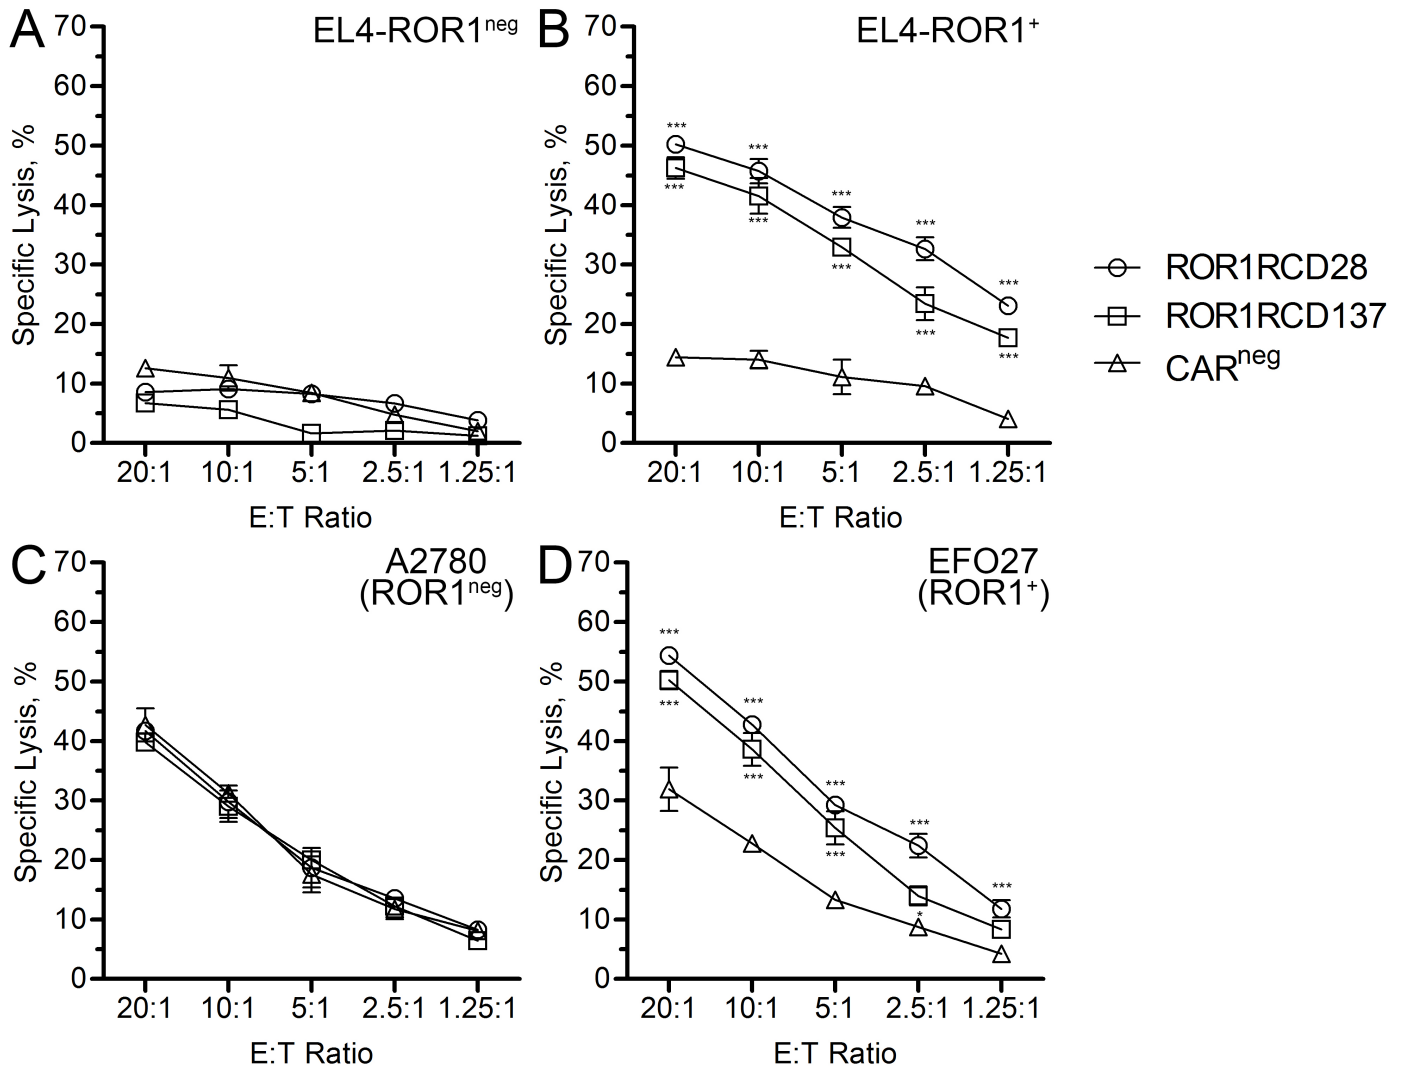 A
EL4-ROR1neg
70
60
50
40
30
20
10
0
Specific Lysis, %
20:1 10:1 5:1 2.5:1 1.25:1
E:T Ratio
B
EL4-ROR1+
70
60
50
40
30
20
10
0
Specific Lysis, %
*** *** *** *** ***
*** *** *** *** ***
20:1 10:1 5:1 2.5:1 1.25:1
E:T Ratio
ROR1RCD28
ROR1RCD137
CARneg
C
A2780
(ROR1neg)
70
60
50
40
30
20
10
0
Specific Lysis, %
20:1 10:1 5:1 2.5:1 1.25:1
E:T Ratio
D
EFO27
(ROR1+)
70
60
50
40
30
20
10
0
Specific Lysis, %
*** *** *** *** ***
*** *** *** *
20:1 10:1 5:1 2.5:1 1.25:1
E:T Ratio